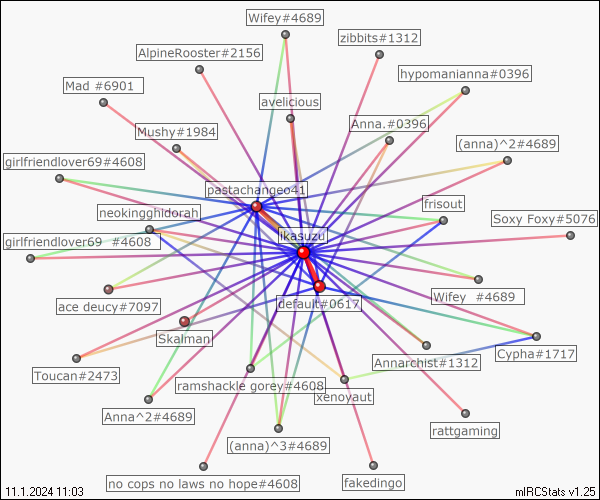 Wifey#4689
zibbits#1312
AlpineRooster#2156
hypomanianna#0396
Mad #6901
avelicious
Anna.#0396
Mushy#1984
(anna)^2#4689
girlfriendlover69#4608
pastachangeo41
frisout
neokingghidorah
Soxy Foxy#5076
ikasuzu
girlfriendlover69 #4608
Wifey #4689
default#0617
ace deucy#7097
Skalman
Cypha#1717
Annarchist#1312
Toucan#2473
ramshackle gorey#4608
xenoyaut
Anna^2#4689
rattgaming
(anna)^3#4689
no cops no laws no hope#4608
fakedingo
11.1.2024 11:03
mIRCStats v1.25